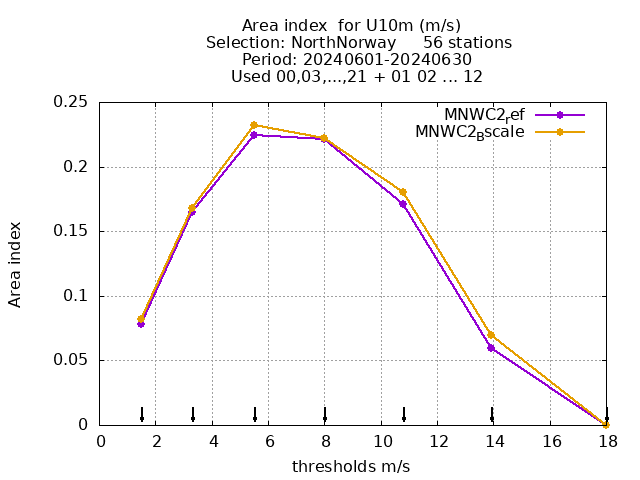 Area index  for U10m (m/s)
Selection: NorthNorway     56 stations
Period: 20240601-20240630
Used 00,03,...,21 + 01 02 ... 12
MNWC2ref
MNWC2Bscale
Area index
0.25
0.2
0.15
0.1
0.05
0
0 2 4 6 8 10 12 14 16 18
thresholds m/s